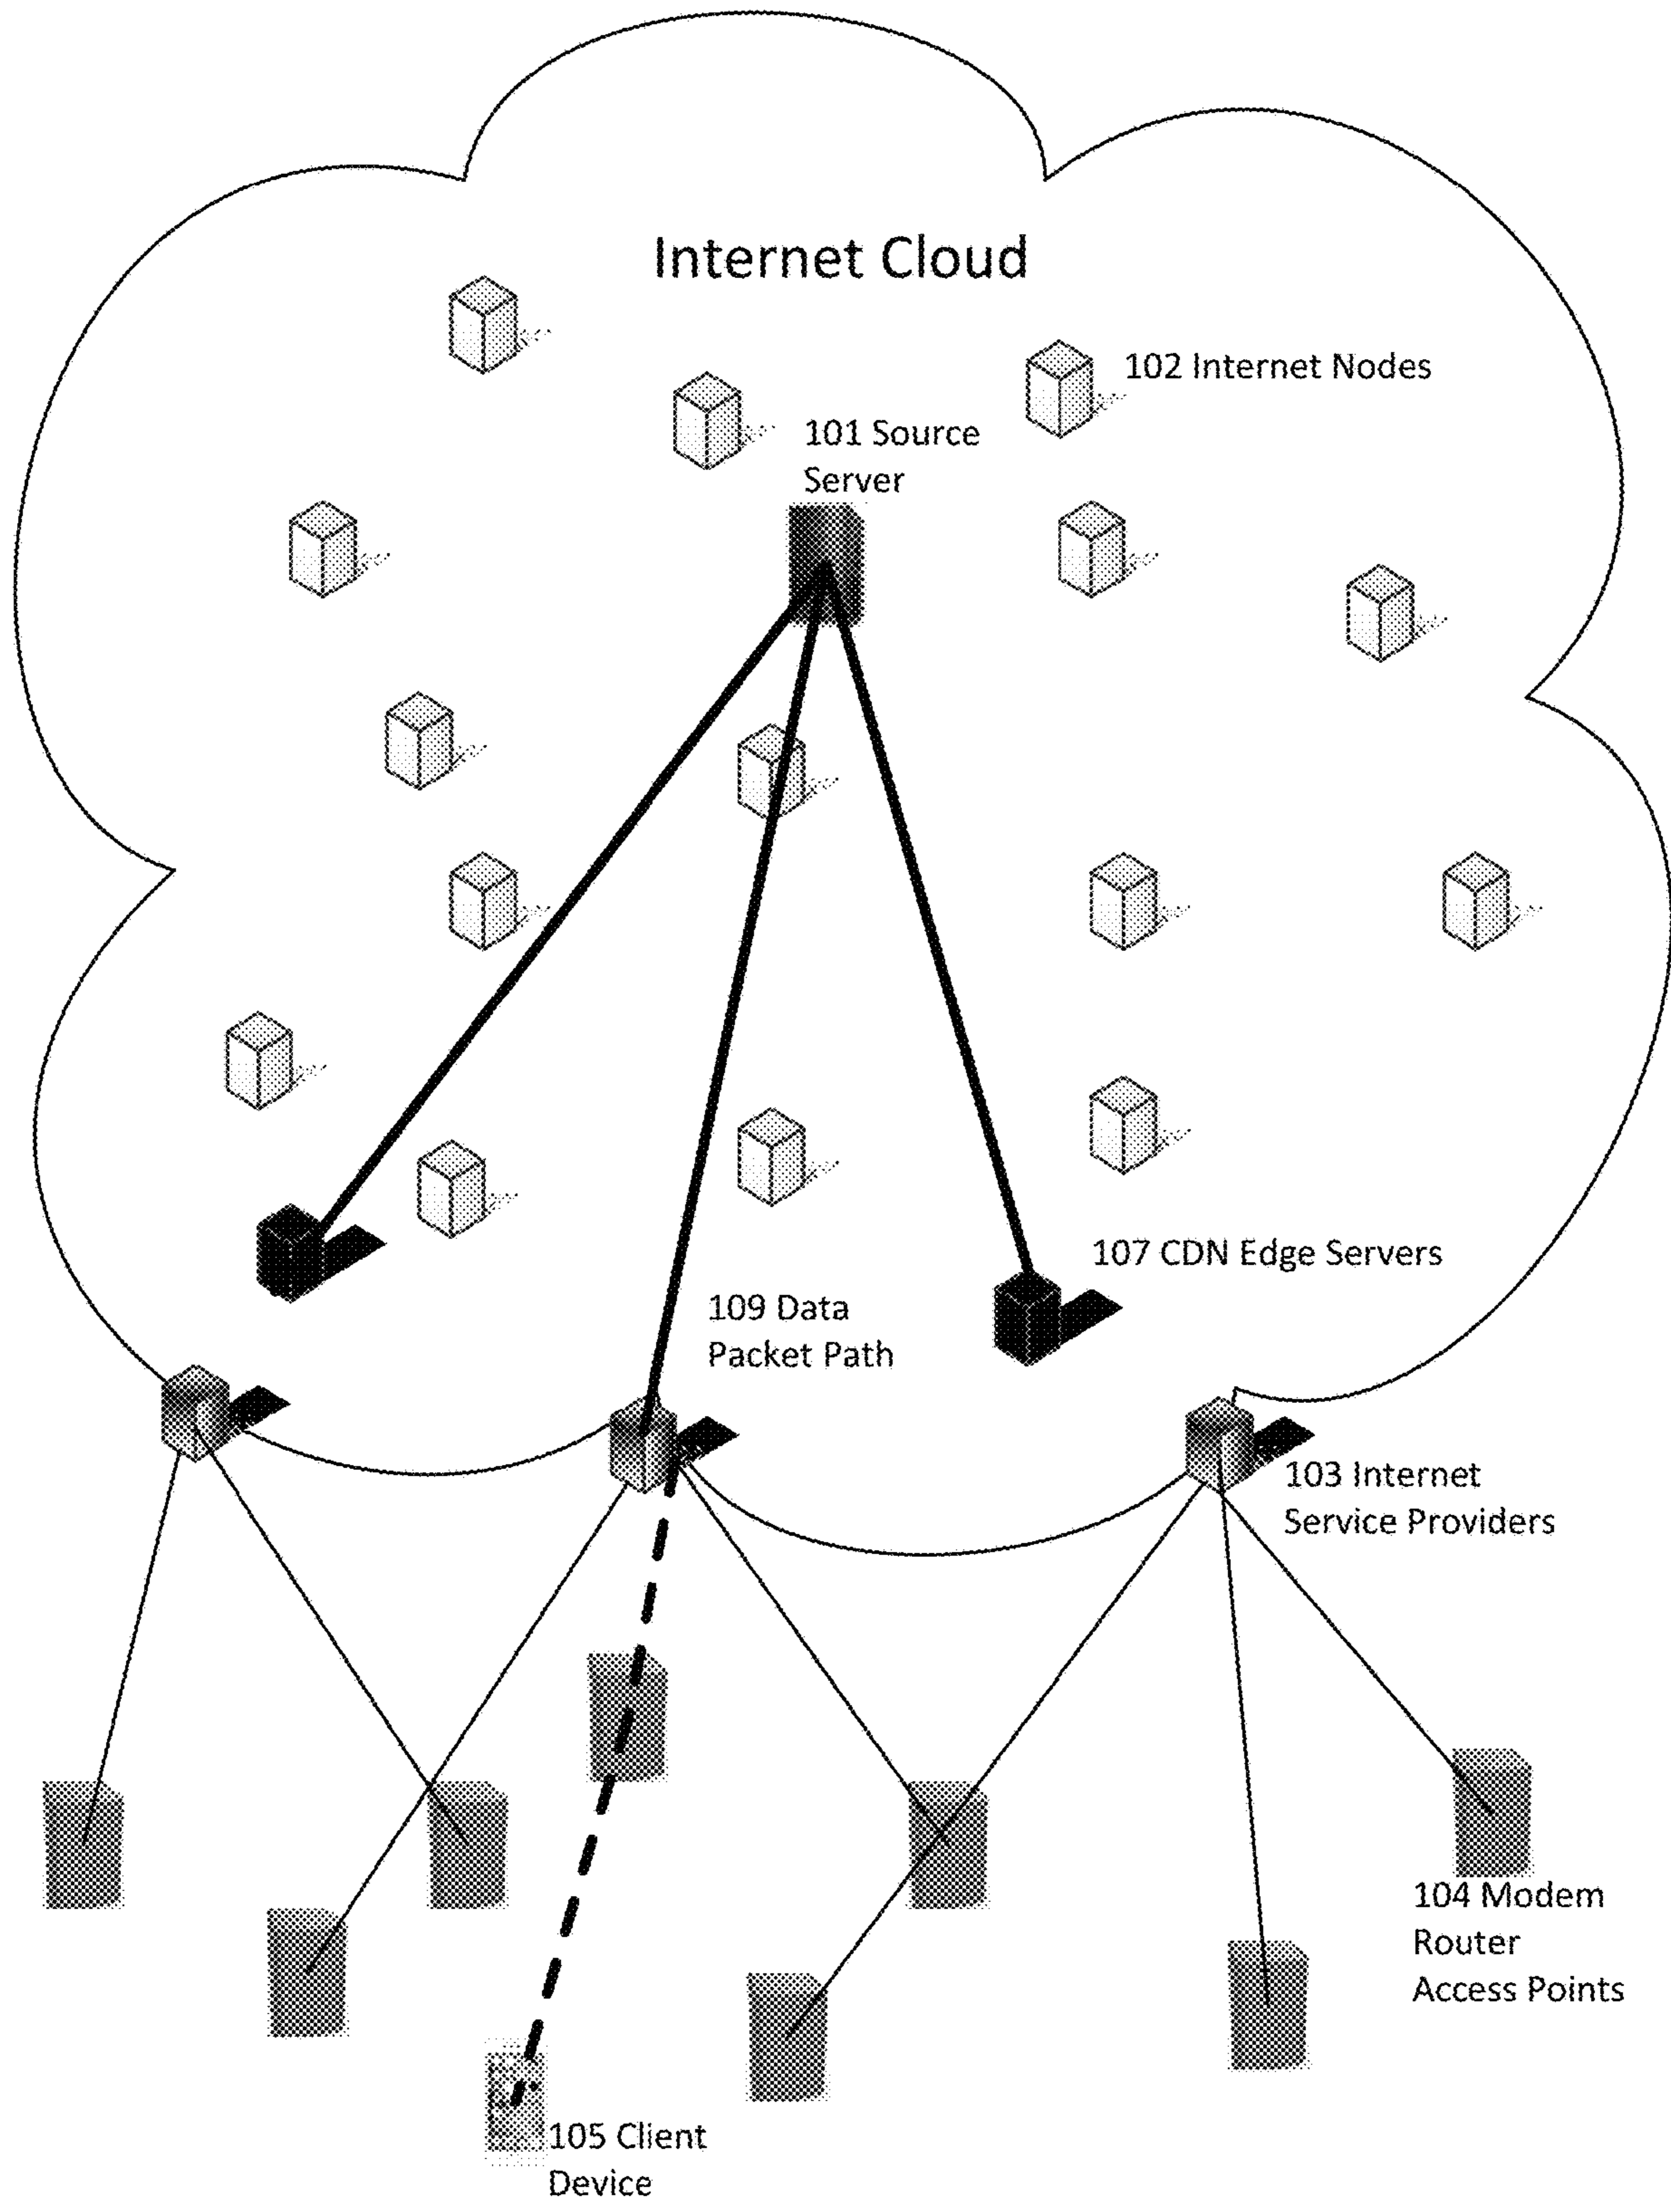 Internet Cloud
102 Internet Nodes
101 Source
Server
107 CDN Edge Servers
109 Data
Packet Path
103 Internet
Service Providers
104 Modem
Router
Access Points
105 Client
Device